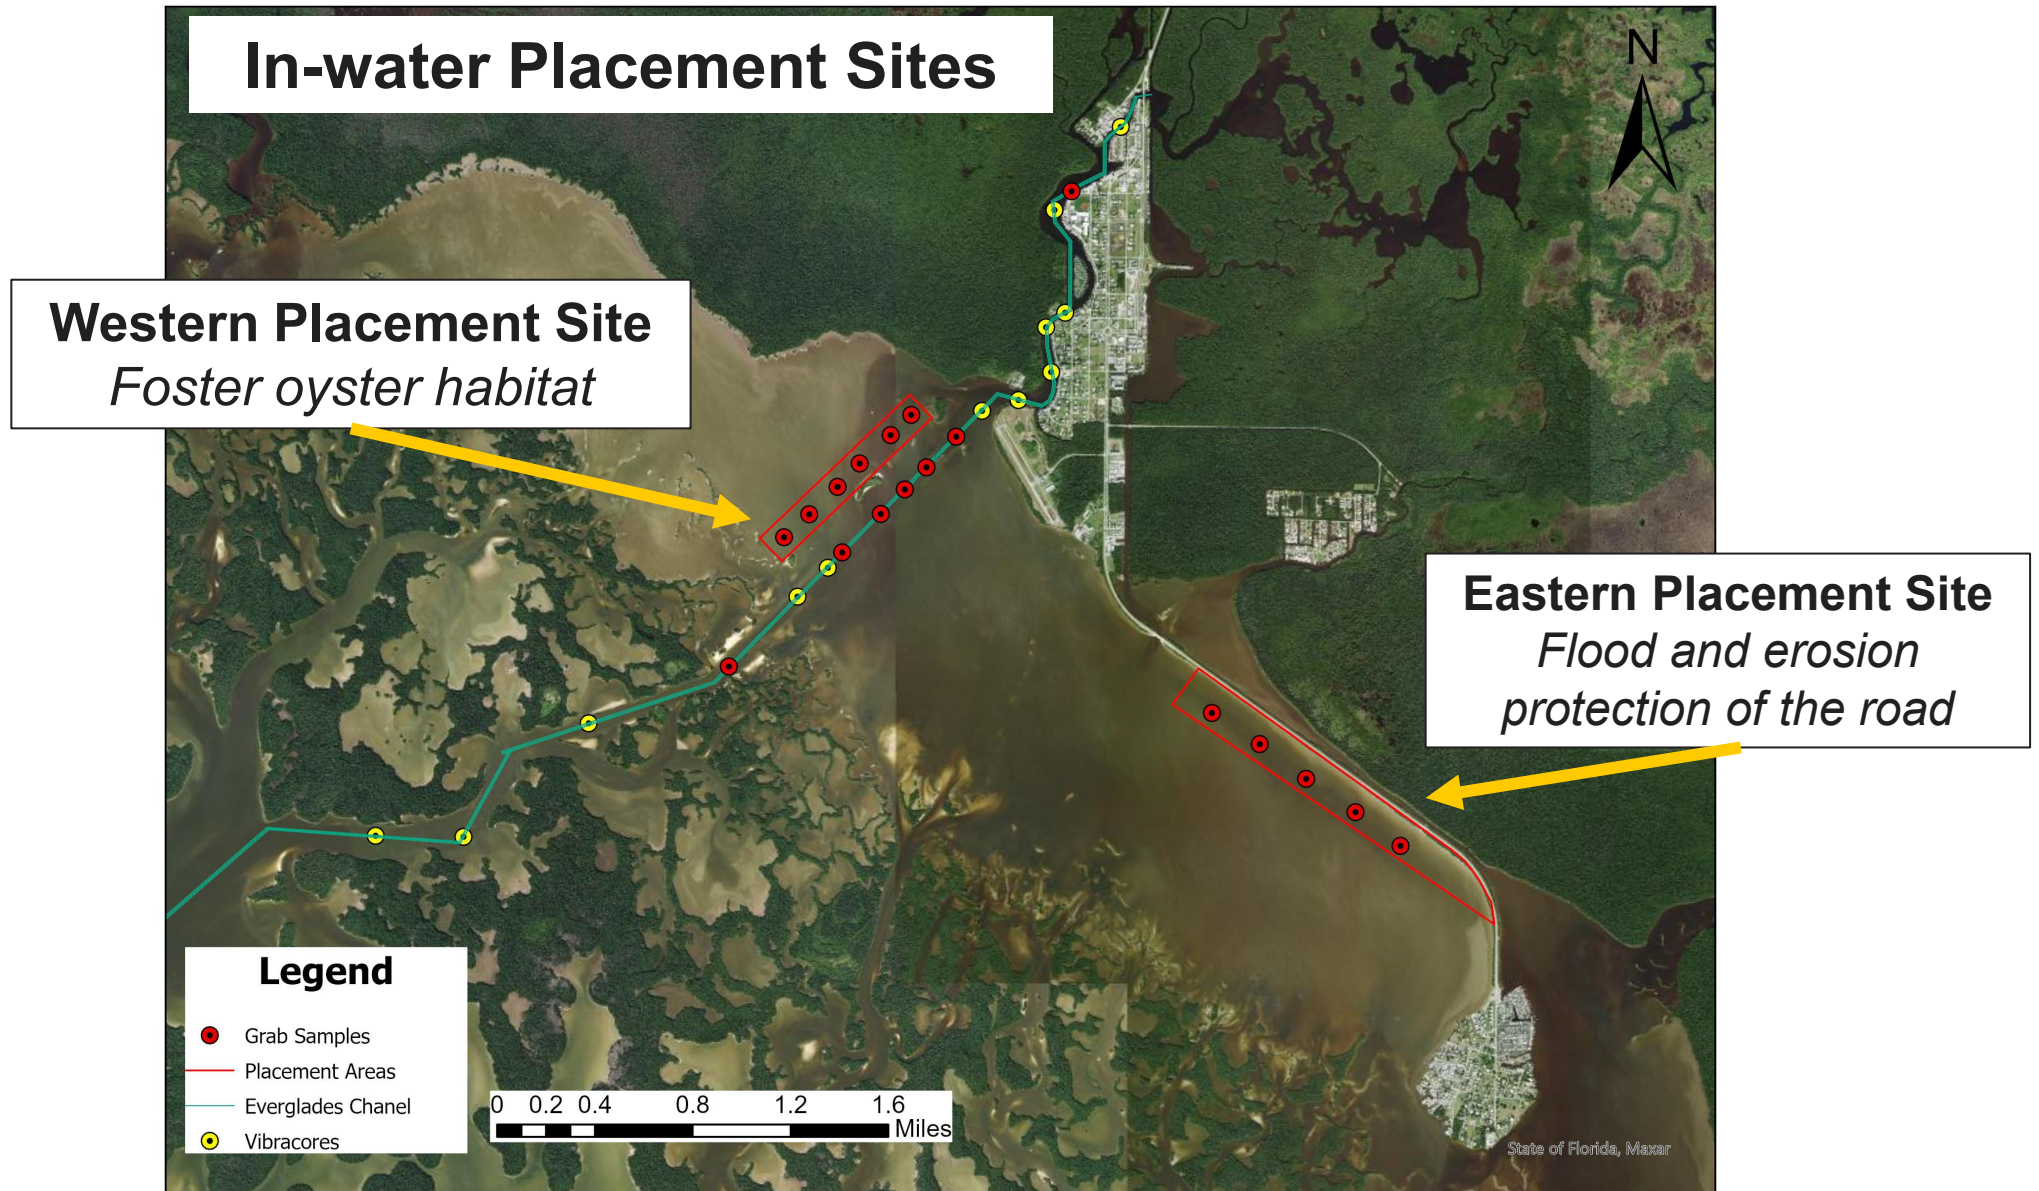 In-water Placement Sites
N
Western Placement Site
Foster oyster habitat
Eastern Placement Site
Flood and erosion
protection of the road
Legend
Grab Samples
Placement Areas
Everglades Chanel
Vibracores
0 0.2 0.4 0.8 1.2 1.6
Miles
State of Florida, Maxar